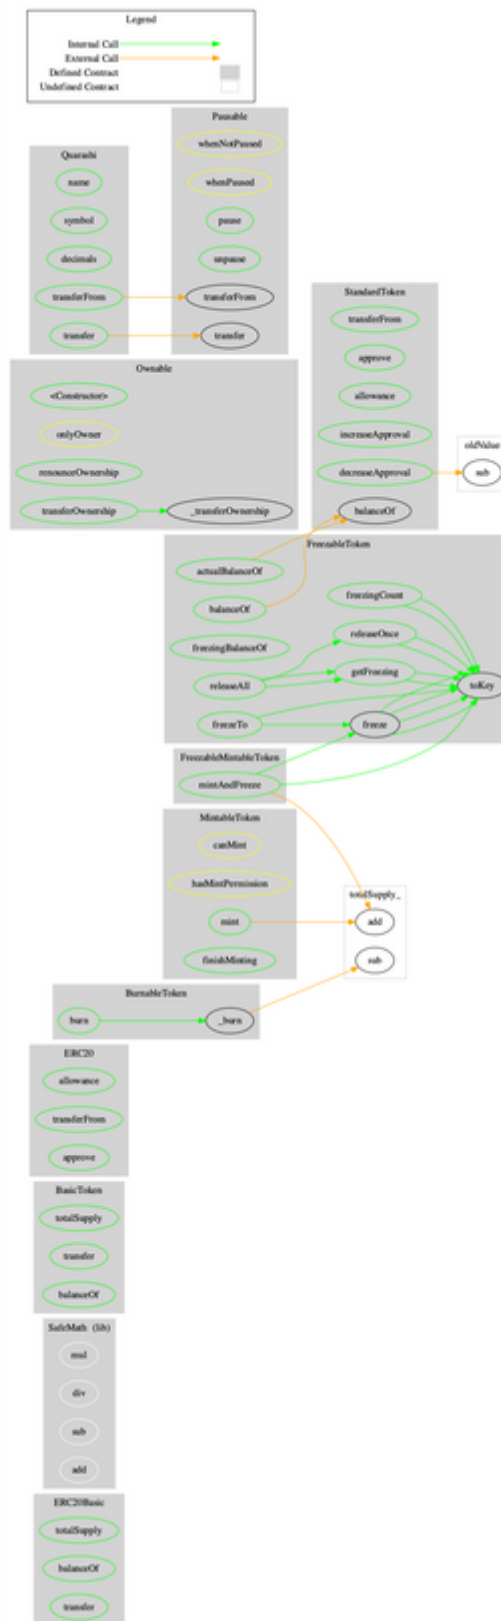 Legend
Internal Call
External Call
Defined Contract
Undefined Contract
Pausable
whenNotPaused
whenPaused
pause
unpause
transferFrom
transfer
Quarashi
name
symbol
decimals
transferFrom
transfer
StandardToken
transferFrom
approve
allowance
increaseApproval
decreaseApproval
balanceOf
oldValue
sub
Ownable
<Constructor>
onlyOwner
renounceOwnership
transferOwnership
_transferOwnership
FreezableToken
actualBalanceOf
balanceOf
freezingBalanceOf
releaseAll
freezeTo
freezingCount
releaseOnce
getFreezing
freeze
toKey
FreezableMintableToken
mintAndFreeze
MintableToken
canMint
hasMintPermission
mint
finishMinting
totalSupply_
add
sub
BurnableToken
burn
_burn
ERC20
allowance
transferFrom
approve
BasicToken
totalSupply
transfer
balanceOf
SafeMath (lib)
mul
div
sub
add
ERC20Basic
totalSupply
balanceOf
transfer